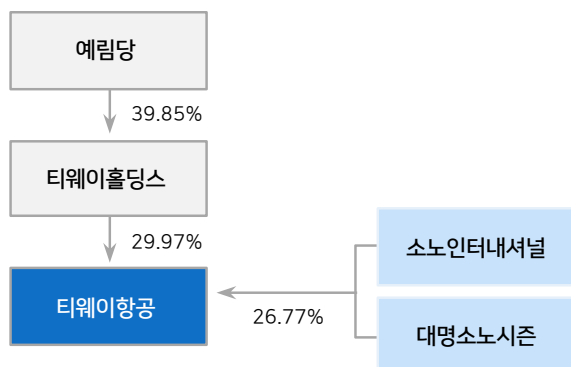 예림당
39.85%
티웨이홀딩스
29.97%
티웨이항공
26.77%
소노인터내셔널
대명소노시즌